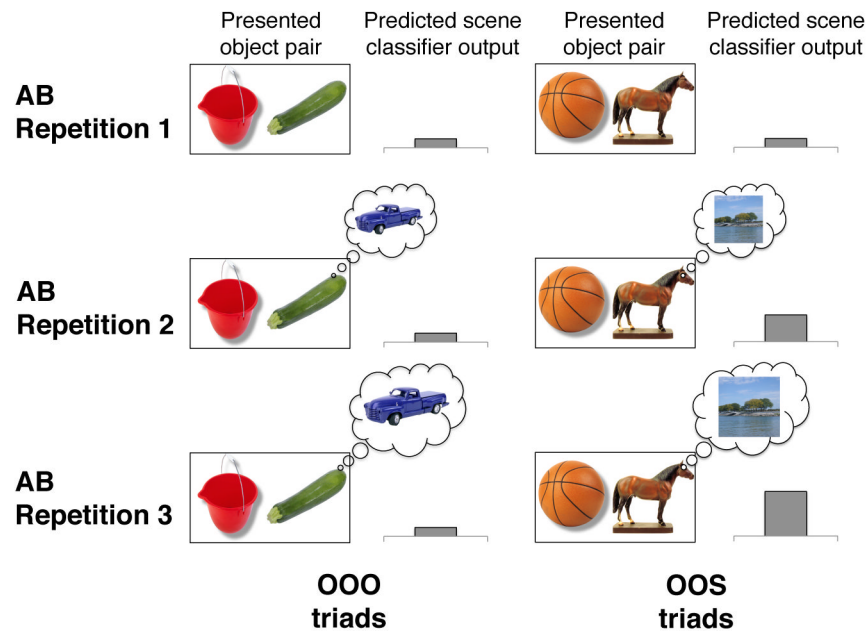 Presented Predicted scene Presented Predicted scene
object pair classifier output object pair classifier output
AB
Repetition 1
AB
Repetition 2
AB
Repetition 3
OOO
triads
OOS
triads